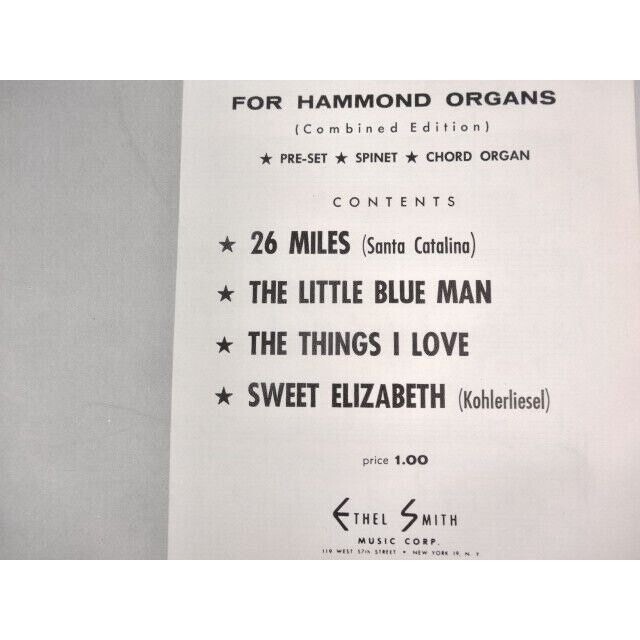 FOR HAMMOND ORGANS
(Combined Edition)
★ PRE-SET ★ SPINET ★ CHORD ORGAN
CONTENTS
★ 26 MILES (Santa Catalina)
★ THE LITTLE BLUE MAN
★ THE THINGS I LOVE
★ SWEET ELIZABETH (Kohlerliesel)
price 1.00
ETHEL SMITH
MUSIC CORP.
119 WEST 57th STREET • NEW YORK 19, N. Y.